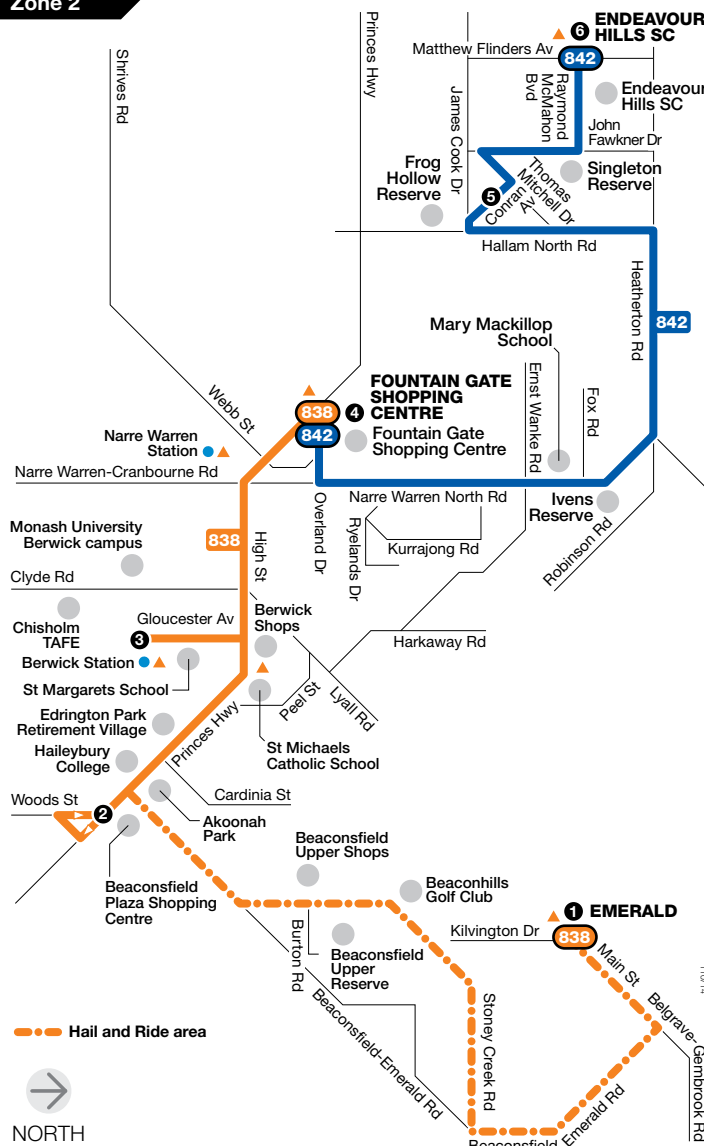 Zone 2
ENDEAVOUR
HILLS SC
6
Matthew Flinders Av
842
Princes Hwy
Shrives Rd
James Cook Dr
Raymond
McMahon
Bvd
Endeavour
Hills SC
John
Fawkner Dr
Frog
Hollow
Reserve
Thomas
Mitchell Dr
Singleton
Reserve
5
Conran
Av
Hallam North Rd
Heatherton Rd
842
Mary Mackillop
School
Ernst Wanke Rd
Fox Rd
Webb St
FOUNTAIN GATE
SHOPPING
CENTRE
838
4
842
Fountain Gate
Shopping Centre
Narre Warren
Station
Narre Warren-Cranbourne Rd
Overland Dr
Narre Warren North Rd
Ivens
Reserve
Ryelands Dr
Kurrajong Rd
Robinson Rd
838
High St
Monash University
Berwick campus
Clyde Rd
Chisholm
TAFE
Gloucester Av
3
Berwick
Shops
Harkaway Rd
Berwick Station
St Margarets School
Peel St
Lyall Rd
Edrington Park
Retirement Village
Princes Hwy
St Michaels
Catholic School
Haileybury
College
Woods St
2
Cardinia St
Akoonah
Park
Beaconsfield
Plaza Shopping
Centre
Beaconsfield
Upper Shops
Beaconhills
Golf Club
1
EMERALD
Kilvington Dr
838
Burton Rd
Beaconsfield
Upper
Reserve
Main St
Beaconsfield-Emerald Rd
Stoney Creek Rd
Belgrave-
Gembrook Rd
Hail and Ride area
Emerald Rd
Beaconsfield
NORTH